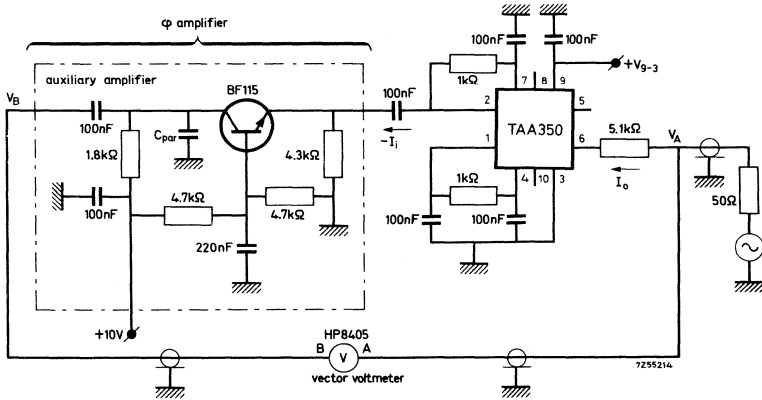 cp amplifier
auxiliary amplifier
BF115
V_B
100nF
C_par
1.8kΩ
4.3kΩ
100nF
4.7kΩ
4.7kΩ
220nF
+10V
100nF
-I_i
100nF
100nF
1kΩ
+V_9-3
7
8
9
2
5
TAA350
1
6
5.1kΩ
V_A
I_o
4
10
3
1kΩ
100nF
100nF
50Ω
HP8405
B
V
A
vector voltmeter
7Z55214